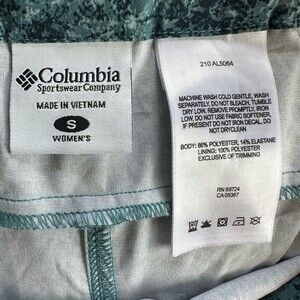 Columbia
Sportswear Company
MADE IN VIETNAM
S
WOMEN'S
210 AL5064
MACHINE WASH COLD GENTLE, WASH
SEPARATELY, DO NOT BLEACH, TUMBLE
DRY LOW. REMOVE PROMPTLY, IRON
LOW, DO NOT USE FABRIC SOFTENER,
IF PRESENT DO NOT IRON DECAL, DO
NOT DRYCLEAN
BODY: 86% POLYESTER, 14% ELASTANE
LINING: 100% POLYESTER
EXCLUSIVE OF TRIMMING
RN 69724
CA 05367